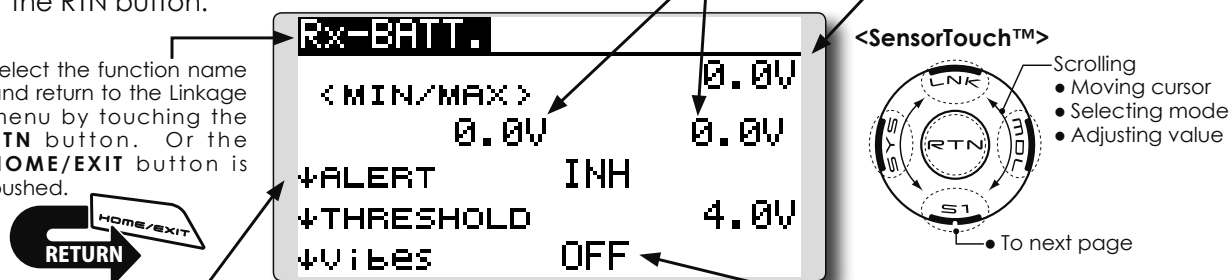 the RTN button.
elect the function name
and return to the Linkage
menu by touching the
RTN button. Or the
HOME/EXIT button is
pushed.
HOME/EXIT
RETURN
Rx-BATT.
0.0V
<MIN/MAX>
0.0V 0.0V
↓ALERT INH
↓THRESHOLD 4.0V
↓Vibes OFF
<SensorTouch™>
LNK
SYS
RTN
MDL
S1
Scrolling
● Moving cursor
● Selecting mode
● Adjusting value
● To next page